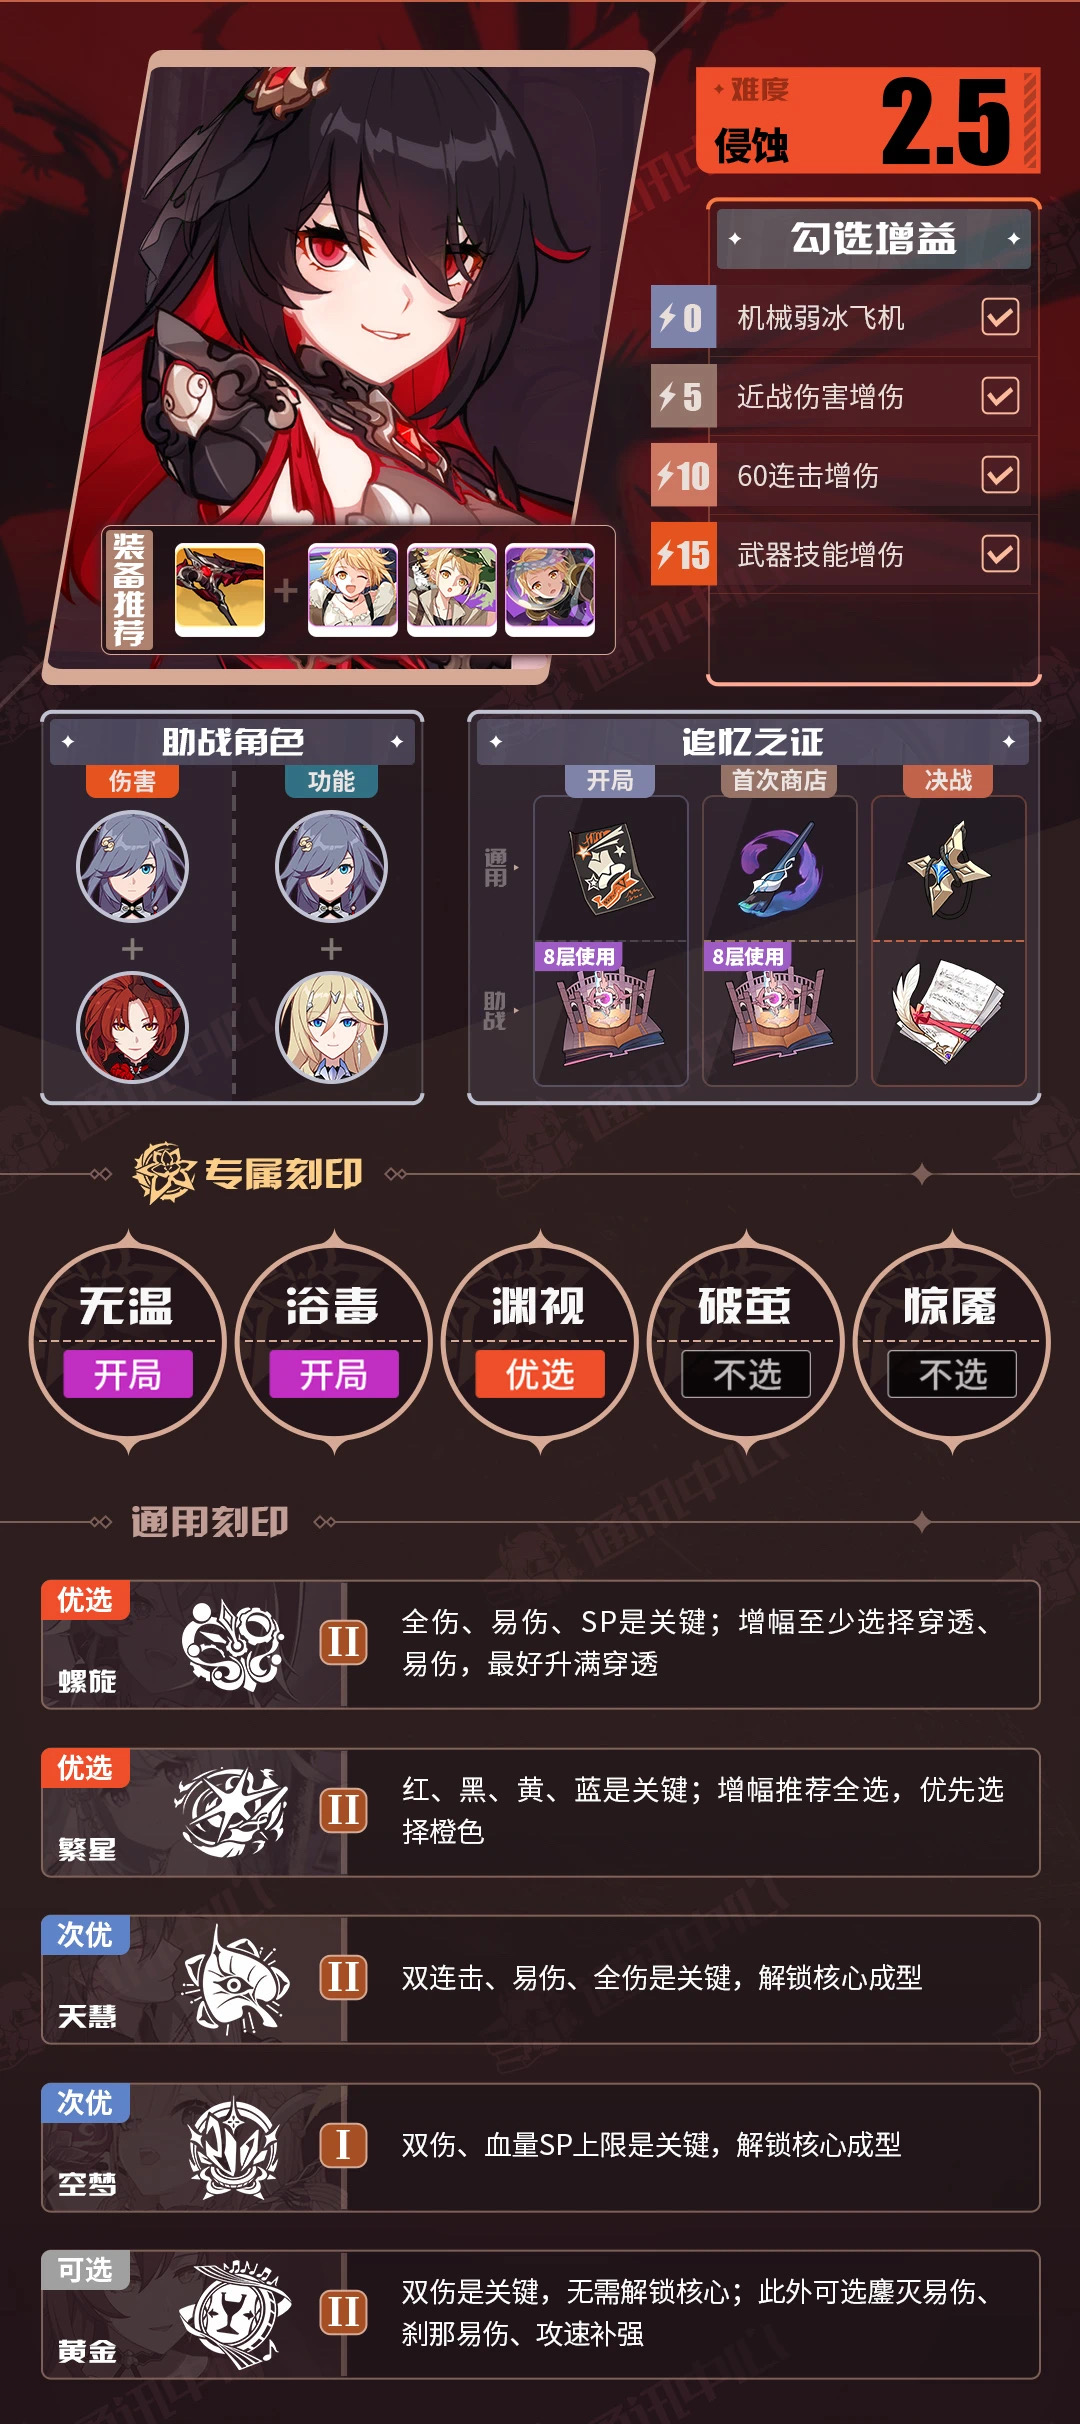 难度
侵蚀
2.5
勾选增益
0 机械弱冰飞机
5 近战伤害增伤
10 60连击增伤
15 武器技能增伤
装备推荐
助战角色
伤害 功能
追忆之证
开局 首次商店 决战
通用
8层使用 8层使用
助战
专属刻印
无温 浴毒 渊视 破茧 惊魇
开局 开局 优选 不选 不选
通用刻印
优选
螺旋
II
全伤、易伤、SP是关键；增幅至少选择穿透、
易伤，最好升满穿透
优选
繁星
II
红、黑、黄、蓝是关键；增幅推荐全选，优先选
择橙色
次优
天慧
II
双连击、易伤、全伤是关键，解锁核心成型
次优
空梦
I
双伤、血量SP上限是关键，解锁核心成型
可选
黄金
II
双伤是关键，无需解锁核心；此外可选鏖灭易伤、
刹那易伤、攻速补强
通讯中心